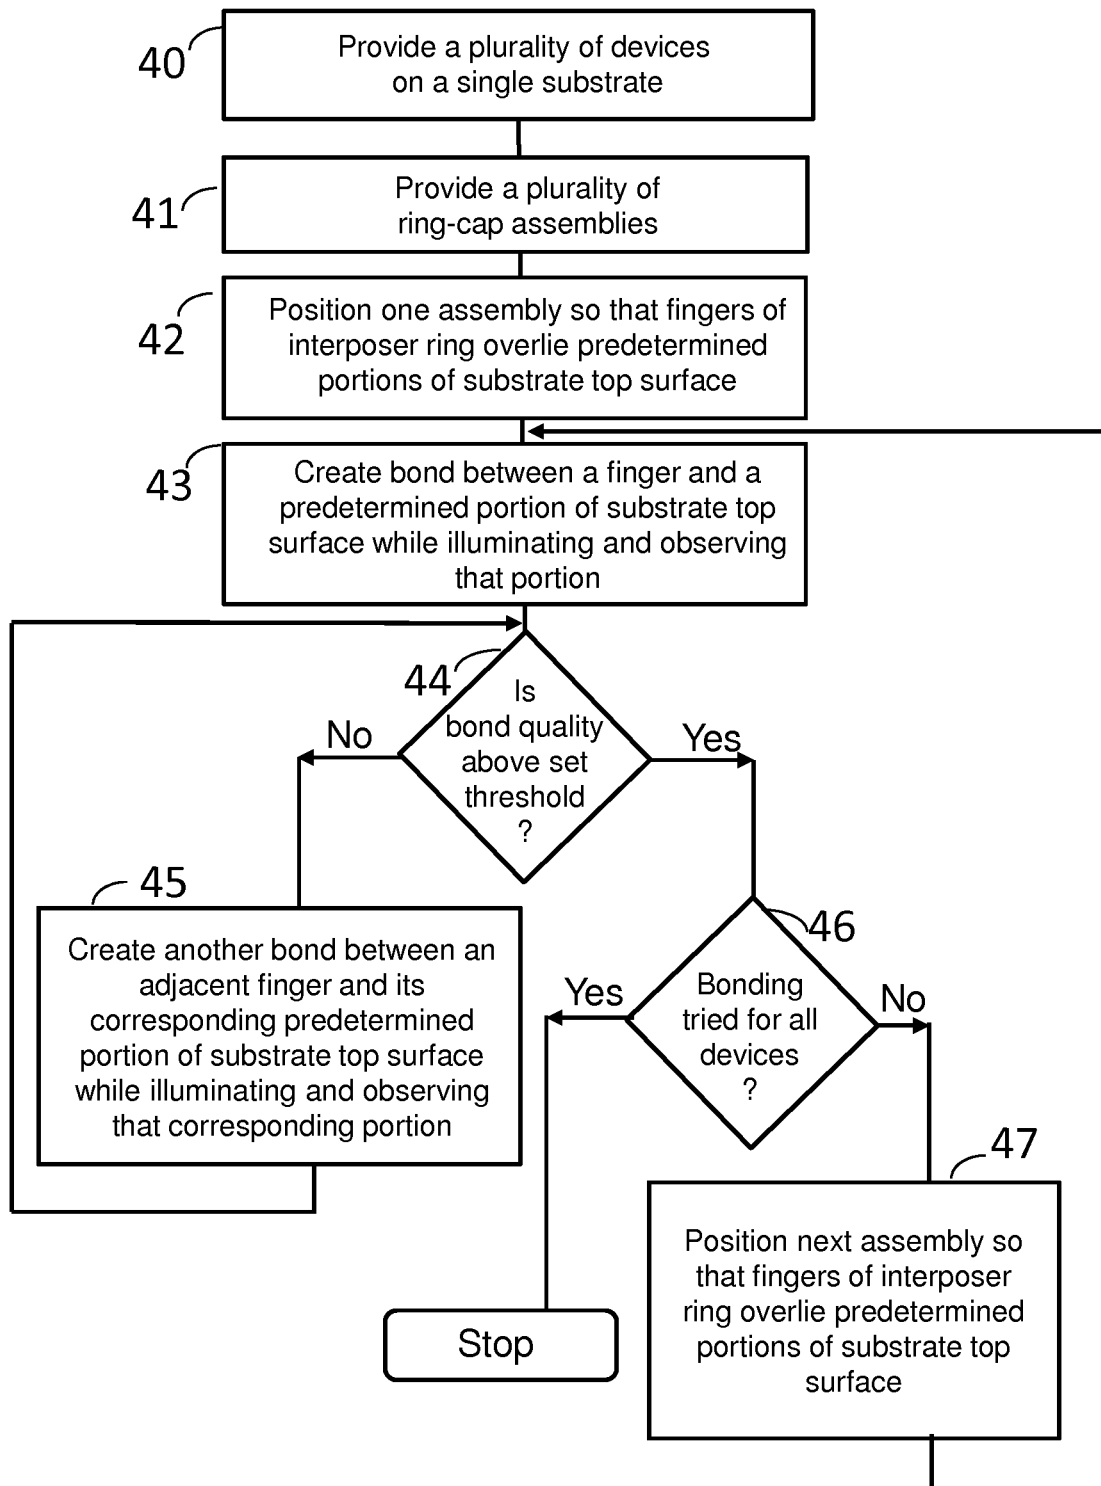 40
Provide a plurality of devices
on a single substrate
41
Provide a plurality of
ring-cap assemblies
42
Position one assembly so that fingers of
interposer ring overlie predetermined
portions of substrate top surface
43
Create bond between a finger and a
predetermined portion of substrate top
surface while illuminating and observing
that portion
44
Is
bond quality
above set
threshold
?
No
Yes
45
Create another bond between an
adjacent finger and its
corresponding predetermined
portion of substrate top surface
while illuminating and observing
that corresponding portion
46
Bonding
tried for all
devices
?
Yes
No
47
Position next assembly so
that fingers of interposer
ring overlie predetermined
portions of substrate top
surface
Stop